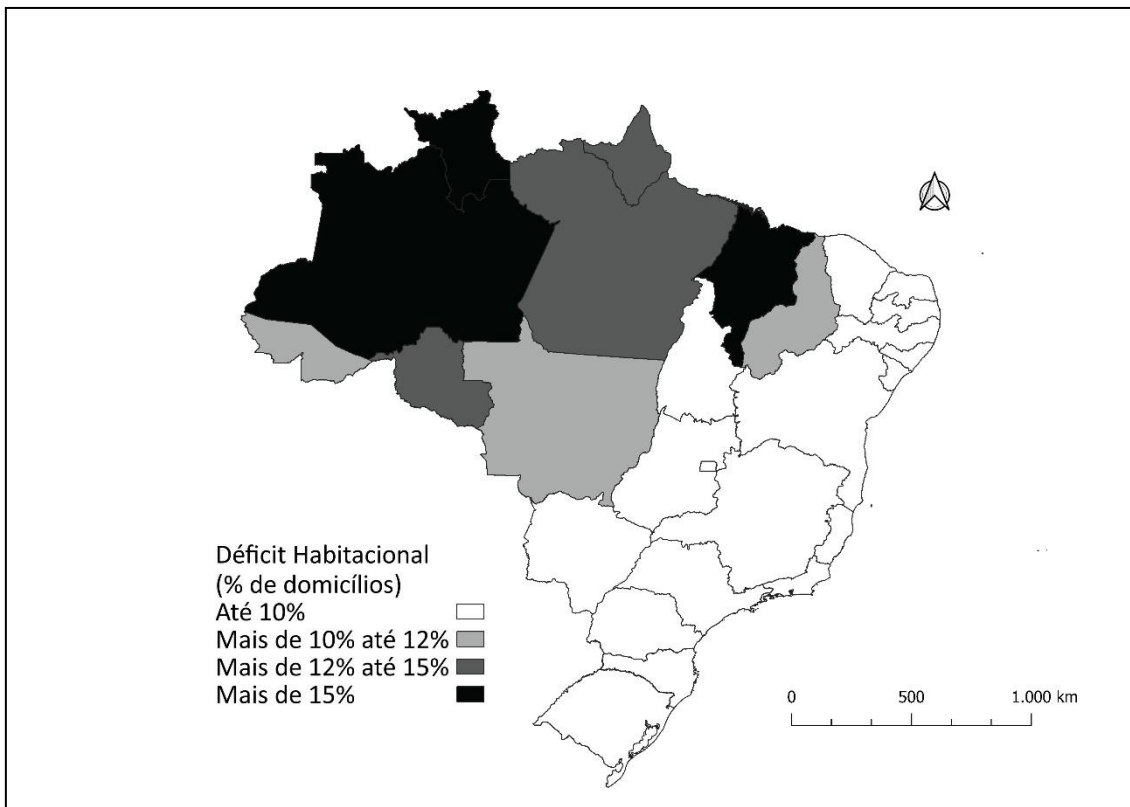 Déficit Habitacional
(% de domicílios)
Até 10%
Mais de 10% até 12%
Mais de 12% até 15%
Mais de 15%
0 500 1.000 km